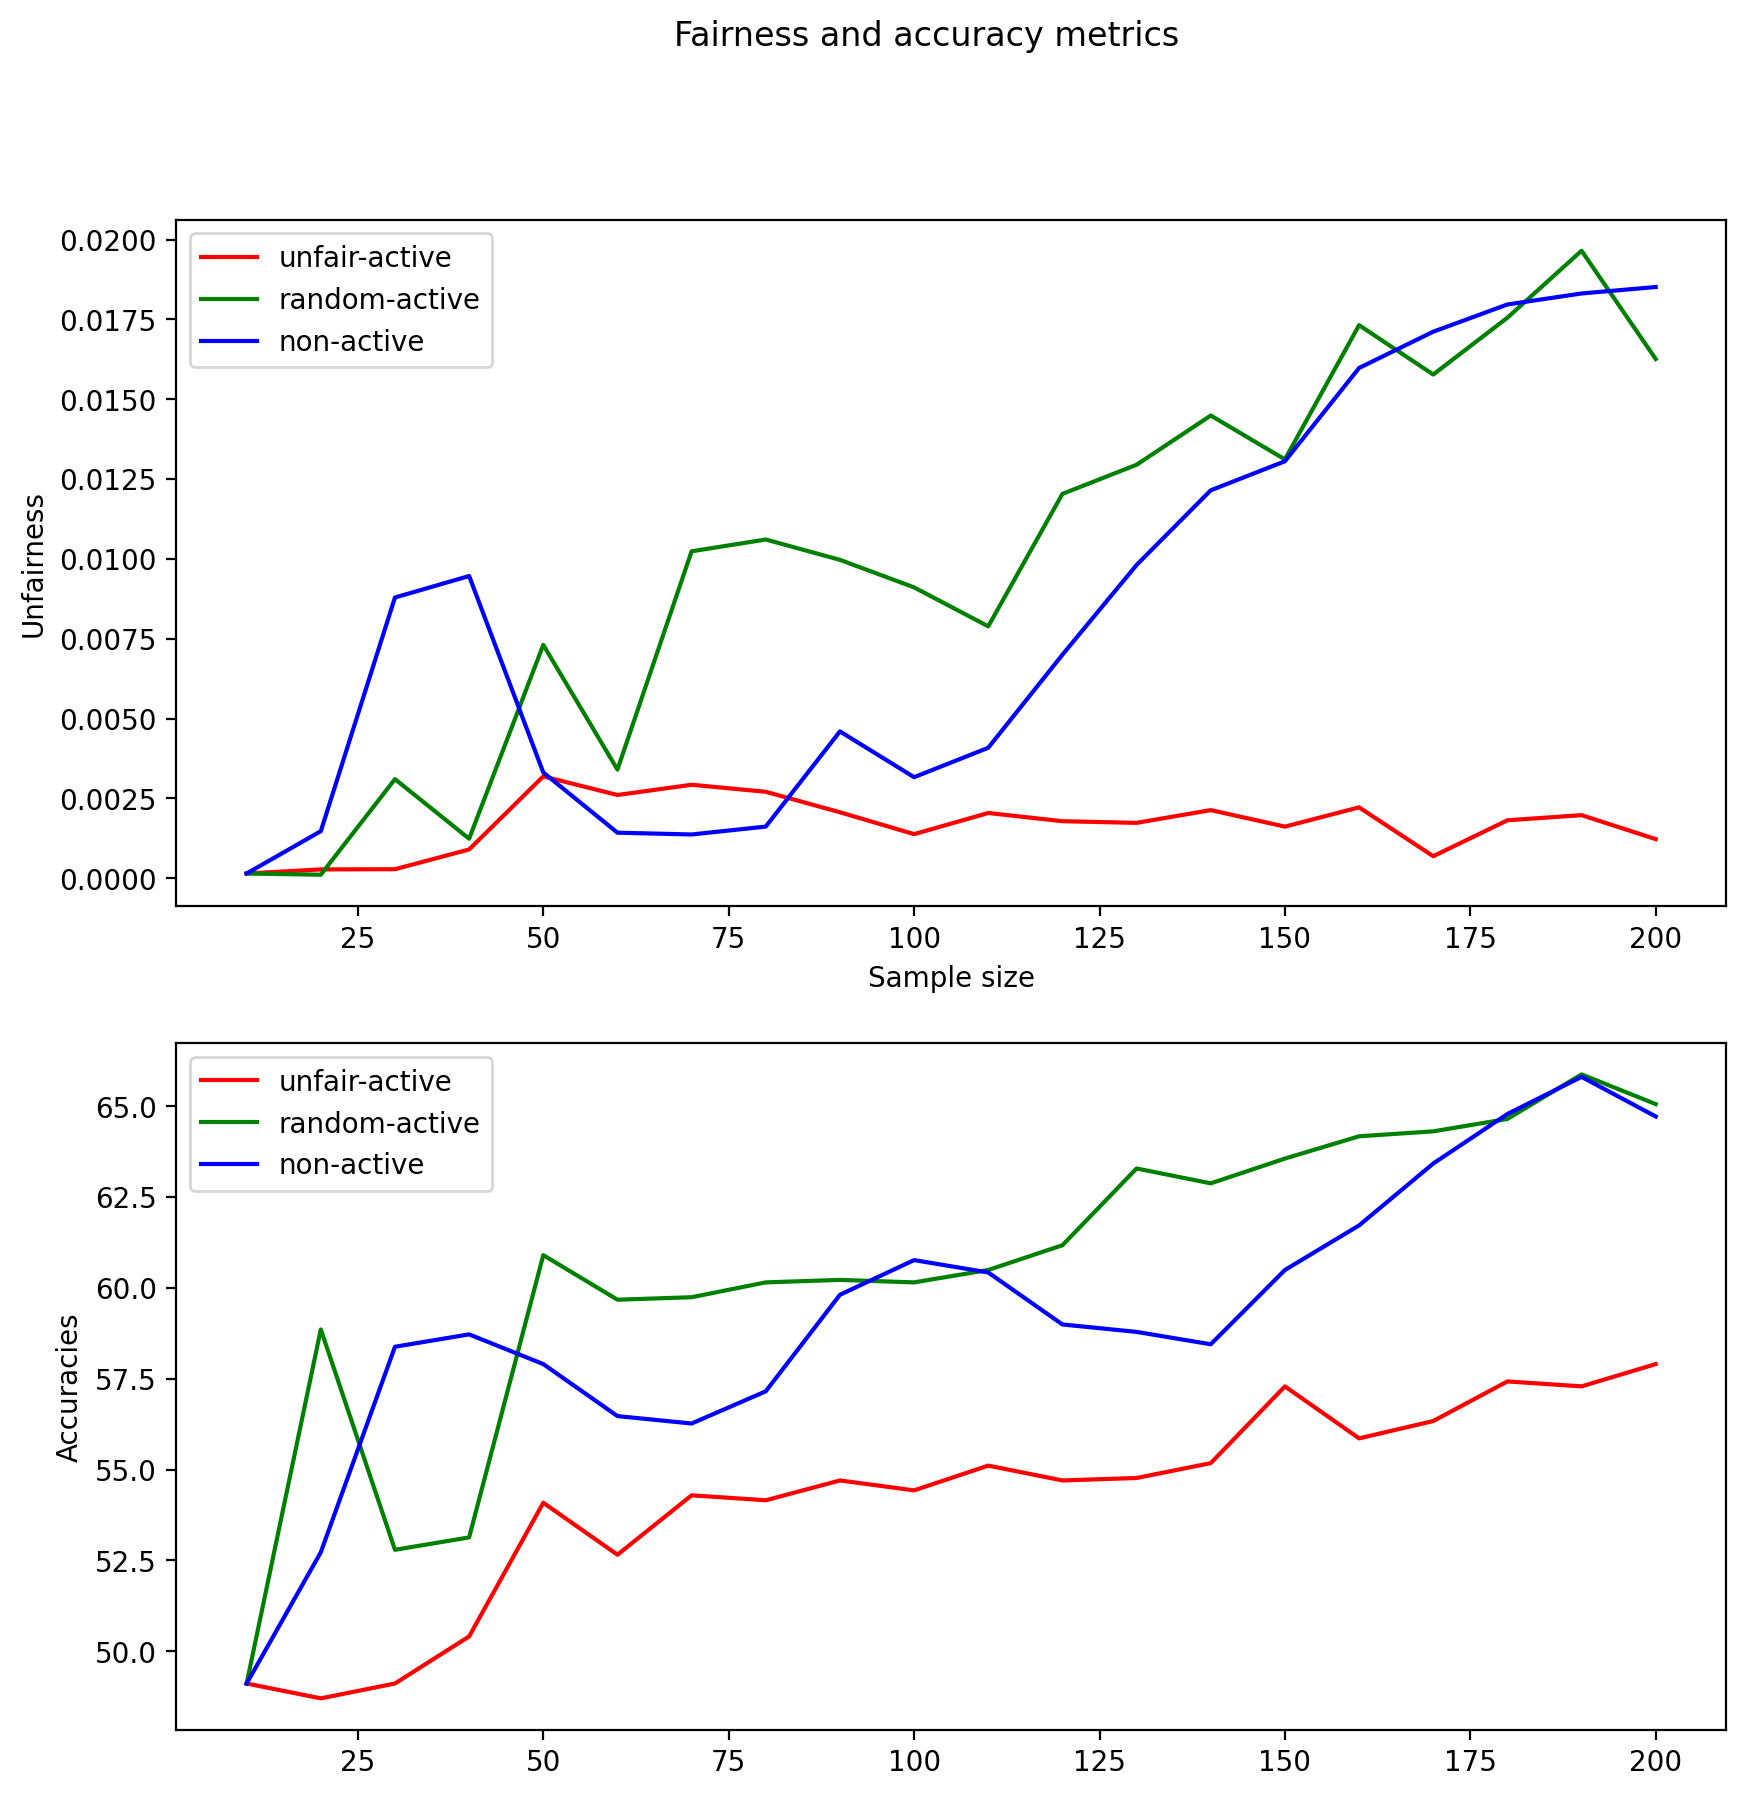 Fairness and accuracy metrics
unfair-active
random-active
non-active
0.0200
0.0175
0.0150
0.0125
0.0100
0.0075
0.0050
0.0025
0.0000
Unfairness
25 50 75 100 125 150 175 200
Sample size
unfair-active
random-active
non-active
65.0
62.5
60.0
57.5
55.0
52.5
50.0
Accuracies
25 50 75 100 125 150 175 200